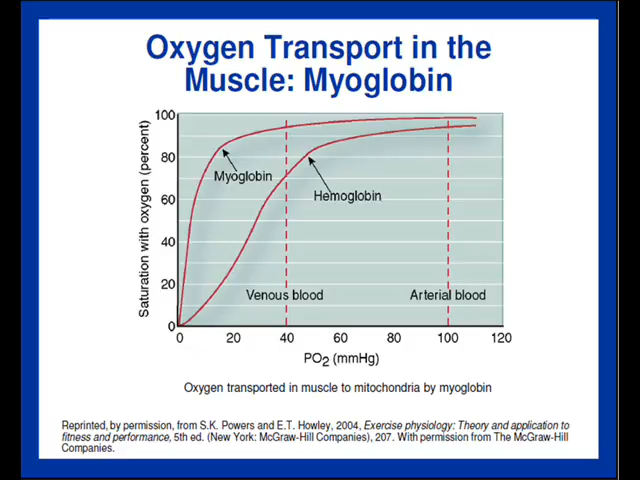 Oxygen Transport in the
Muscle: Myoglobin
Saturation with oxygen (percent)
100
80
60
40
20
0
Myoglobin
Hemoglobin
Venous blood
Arterial blood
0 20 40 60 80 100 120
PO2 (mmHg)
Oxygen transported in muscle to mitochondria by myoglobin
Reprinted, by permission, from S.K. Powers and E.T. Howley, 2004, Exercise physiology: Theory and application to
fitness and performance, 5th ed. (New York: McGraw-Hill Companies), 207. With permission from The McGraw-Hill
Companies.